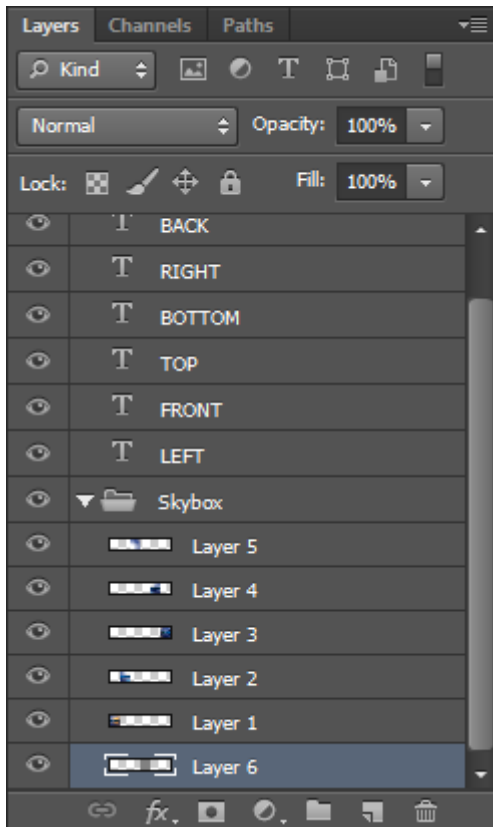 Layers Channels Paths
Kind
Normal Opacity: 100%
Lock: Fill: 100%
BACK
RIGHT
BOTTOM
TOP
FRONT
LEFT
Skybox
Layer 5
Layer 4
Layer 3
Layer 2
Layer 1
Layer 6
fx.